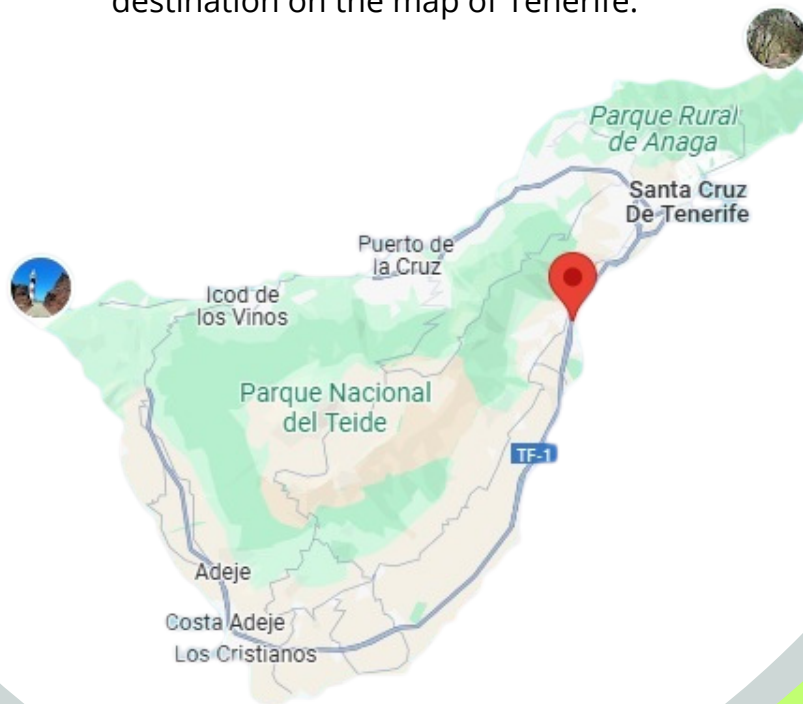 destination on the map of Tenerife.
Parque Rural
de Anaga
Santa Cruz
De Tenerife
Puerto de
la Cruz
Icod de
los Vinos
Parque Nacional
del Teide
TF-1
Adeje
Costa Adeje
Los Cristianos